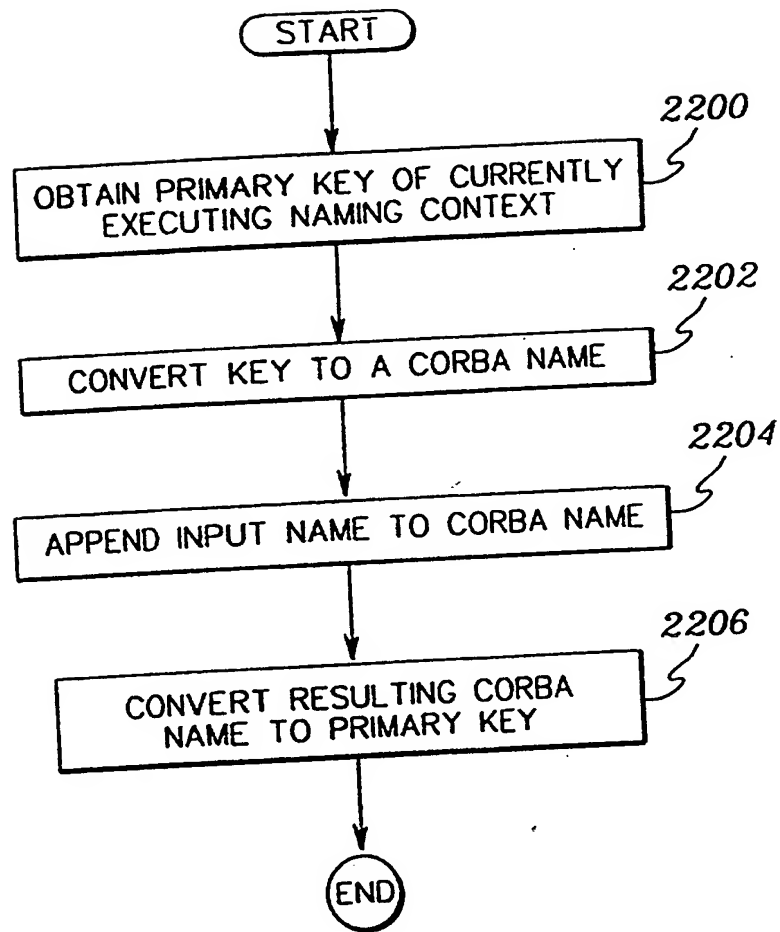 START
2200
OBTAIN PRIMARY KEY OF CURRENTLY
EXECUTING NAMING CONTEXT
2202
CONVERT KEY TO A CORBA NAME
2204
APPEND INPUT NAME TO CORBA NAME
2206
CONVERT RESULTING CORBA
NAME TO PRIMARY KEY
END